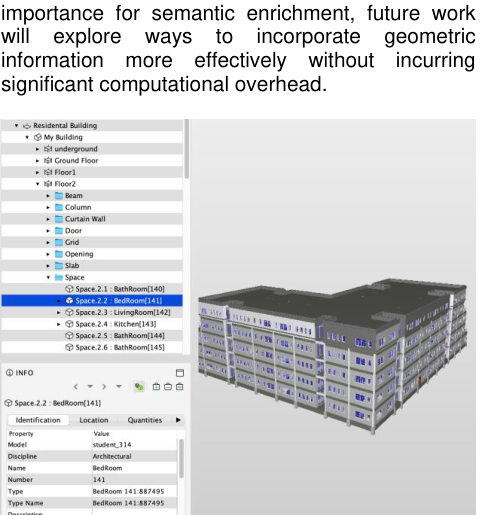 importance for semantic enrichment, future work
will explore ways to incorporate geometric
information more effectively without incurring
significant computational overhead.
Residental Building
My Building
underground
Ground Floor
Floor1
Floor2
Beam
Column
Curtain Wall
Door
Grid
Opening
Slab
Space
Space.2.1 : BathRoom[140]
Space.2.2 : BedRoom[141]
Space.2.3 : LivingRoom[142]
Space.2.4 : Kitchen[143]
Space.2.5 : BathRoom[144]
Space.2.6 : BathRoom[145]
INFO
Space.2.2 : BedRoom[141]
Identification Location Quantities
Property Value
Model student_314
Discipline Architectural
Name BedRoom
Number 141
Type BedRoom 141:887495
Type Name BedRoom 141:887495
Description